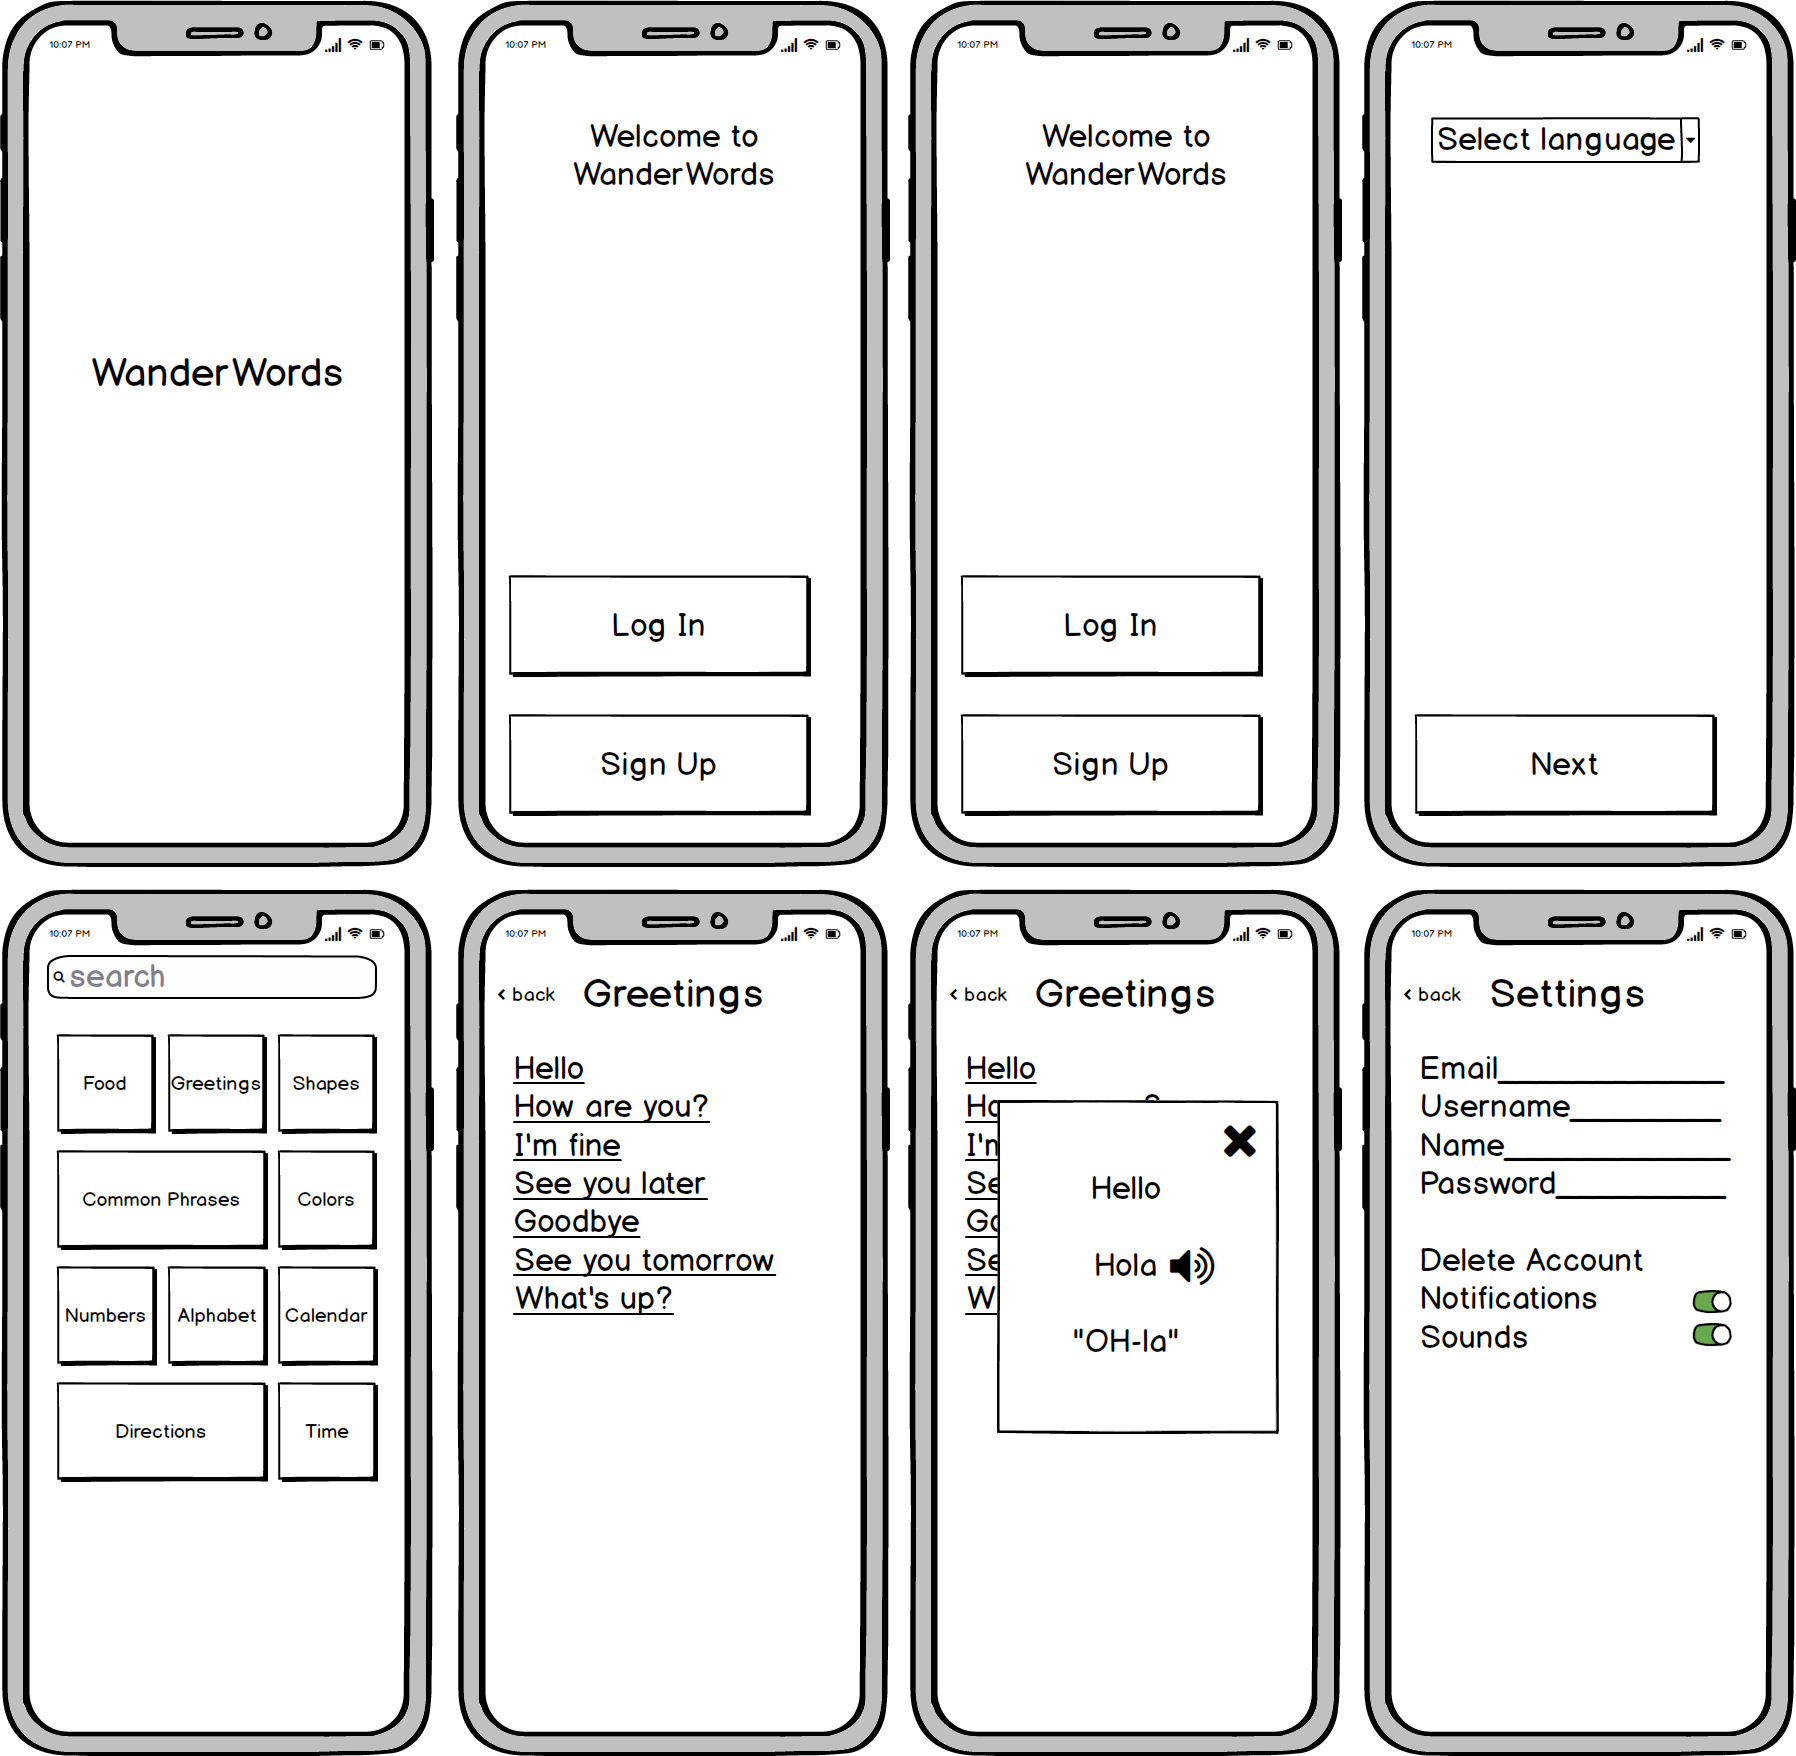 10:07 PM
WanderWords
10:07 PM
Welcome to
WanderWords
Log In
Sign Up
10:07 PM
Welcome to
WanderWords
Log In
Sign Up
10:07 PM
Select language
Next
10:07 PM
search
Food Greetings Shapes
Common Phrases Colors
Numbers Alphabet Calendar
Directions Time
10:07 PM
back Greetings
Hello
How are you?
I'm fine
See you later
Goodbye
See you tomorrow
What's up?
10:07 PM
back Greetings
Hello
I'm
Hello
Hola
"OH-la"
10:07 PM
back Settings
Email
Username
Name
Password
Delete Account
Notifications
Sounds